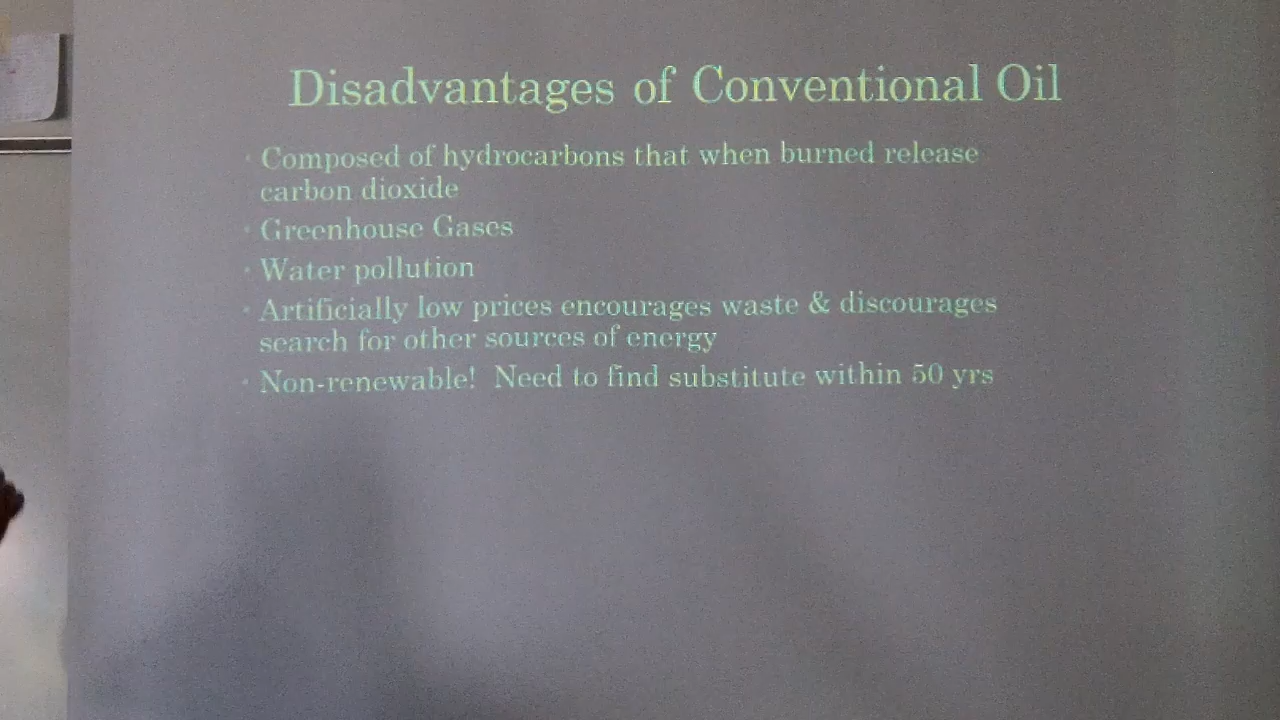 Disadvantages of Conventional Oil
• Composed of hydrocarbons that when burned release
carbon dioxide
• Greenhouse Gases
• Water pollution
• Artificially low prices encourages waste & discourages
search for other sources of energy
• Non-renewable! Need to find substitute within 50 yrs